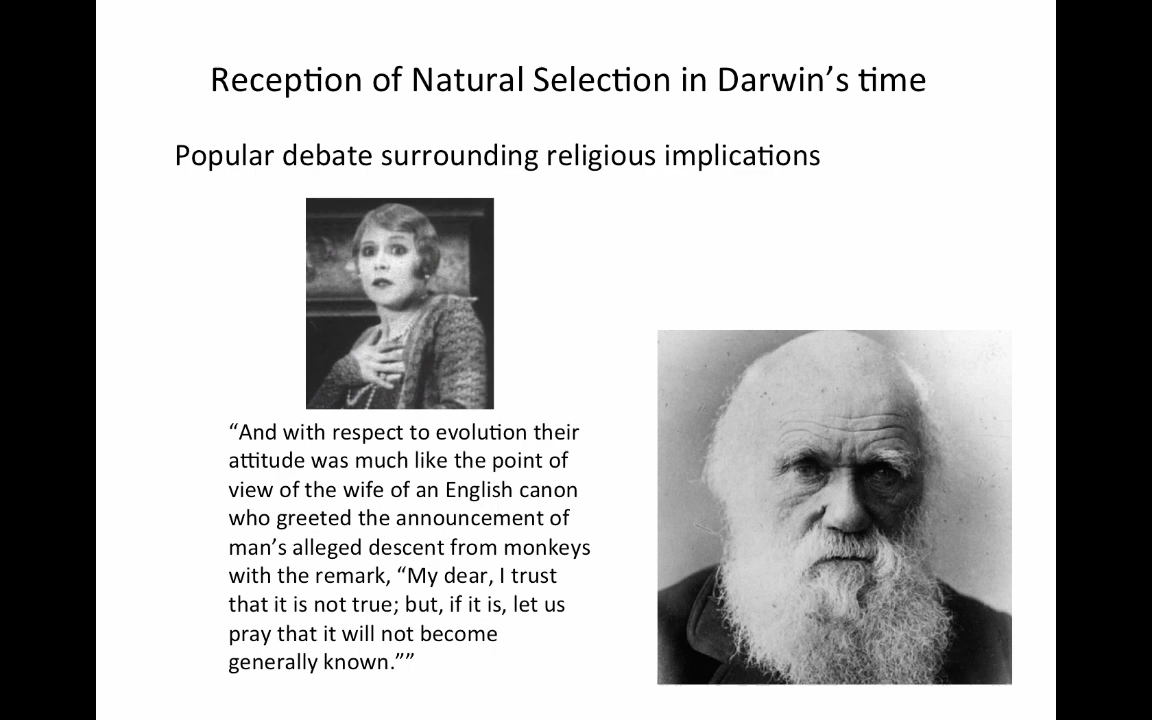 Reception of Natural Selection in Darwin’s time
Popular debate surrounding religious implications
“And with respect to evolution their
attitude was much like the point of
view of the wife of an English canon
who greeted the announcement of
man’s alleged descent from monkeys
with the remark, “My dear, I trust
that it is not true; but, if it is, let us
pray that it will not become
generally known.””